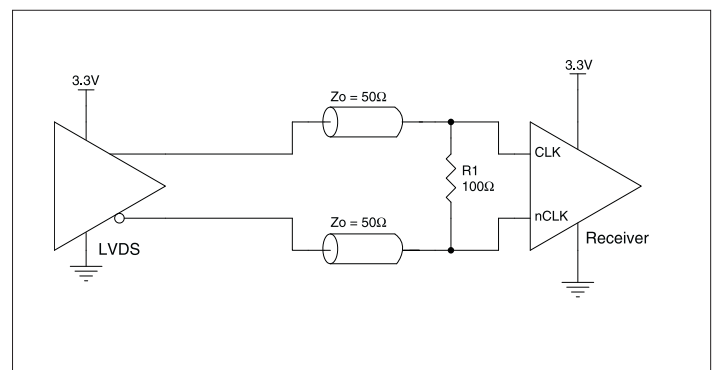 3.3V
3.3V
Zo = 50Ω
CLK
R1
100Ω
Zo = 50Ω
nCLK
LVDS
Receiver